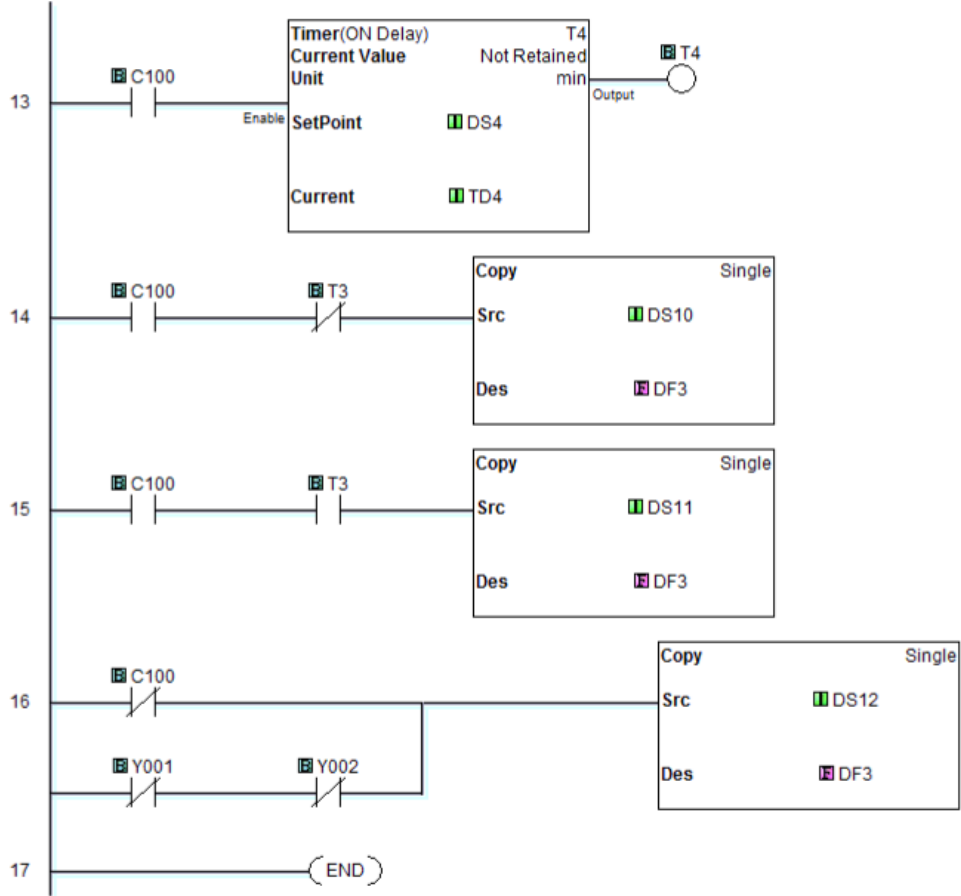 Timer(ON Delay) T4
Current Value Not Retained
Unit min
B C100
B T4
13
Enable
Output
SetPoint I DS4
Current I TD4
Copy Single
B C100 B T3
14
Src I DS10
Des F DF3
Copy Single
B C100 B T3
15
Src I DS11
Des F DF3
Copy Single
B C100
16
Src I DS12
B Y001 B Y002
Des F DF3
17
END